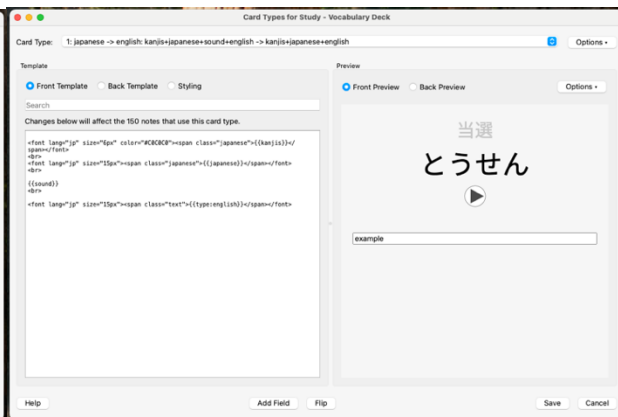 Card Types for Study - Vocabulary Deck
Card Type: 1: japanese -> english: kanjis+japanese+sound+english -> kanjis+japanese+english Options
Template
Front Template Back Template Styling
Search
Changes below will affect the 150 notes that use this card type.
<font lang="jp" size="6px" color="#C0C0C0"><span class="japanese">{{kanjis}}</
span></font>
<br>
<font lang="jp" size="15px"><span class="japanese">{{japanese}}</span></font>
<br>
{{sound}}
<br>
<font lang="jp" size="15px"><span class="text">{{type:english}}</span></font>
Preview
Front Preview Back Preview Options
当選
とうせん
example
Help Add Field Flip Save Cancel